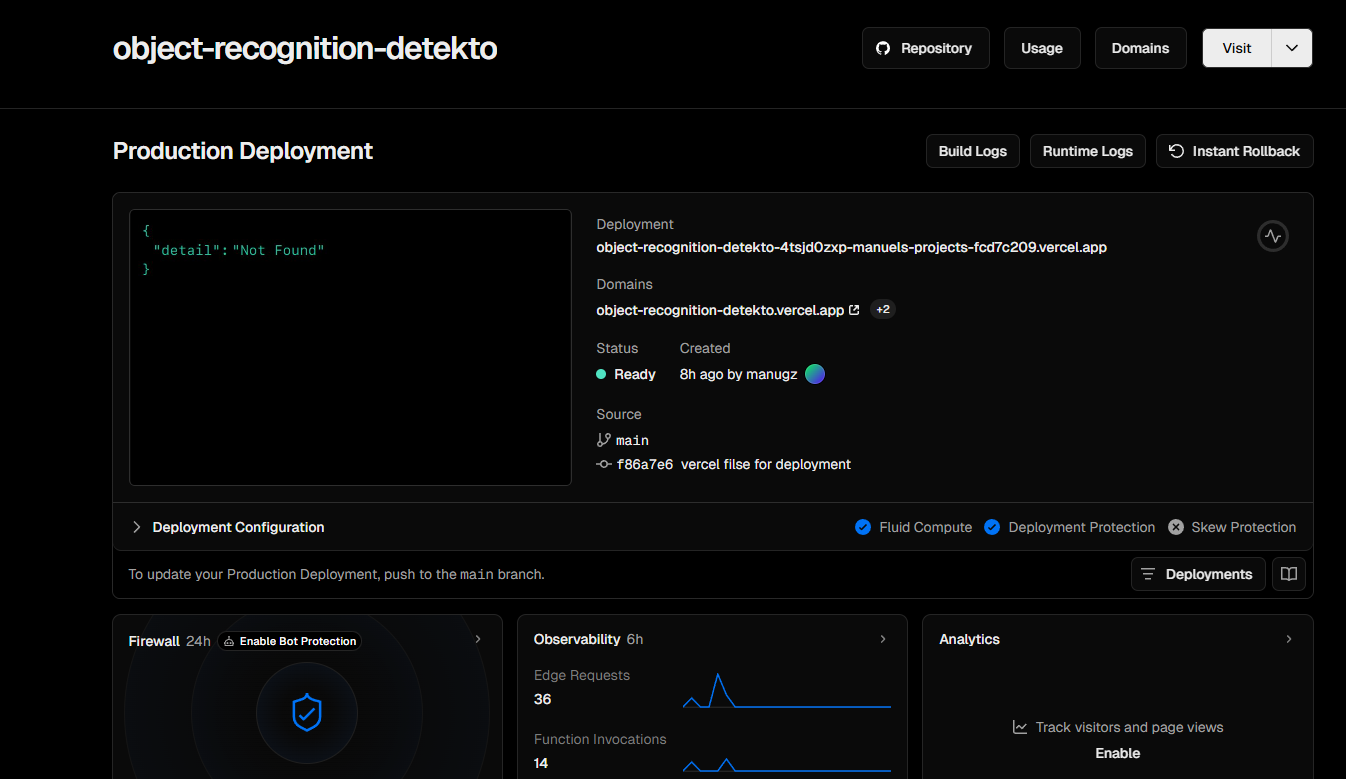 object-recognition-detekto
Repository
Usage
Domains
Visit
Production Deployment
Build Logs
Runtime Logs
Instant Rollback
{
"detail":"Not Found"
}
Deployment
object-recognition-detekto-4tsjd0zxp-manuels-projects-fcd7c209.vercel.app
Domains
object-recognition-detekto.vercel.app +2
Status Created
Ready 8h ago by manugz
Source
main
f86a7e6 vercel filse for deployment
Deployment Configuration
Fluid Compute
Deployment Protection
Skew Protection
To update your Production Deployment, push to the main branch.
Deployments
Firewall 24h Enable Bot Protection
Observability 6h
Edge Requests
36
Function Invocations
14
Analytics
Track visitors and page views
Enable